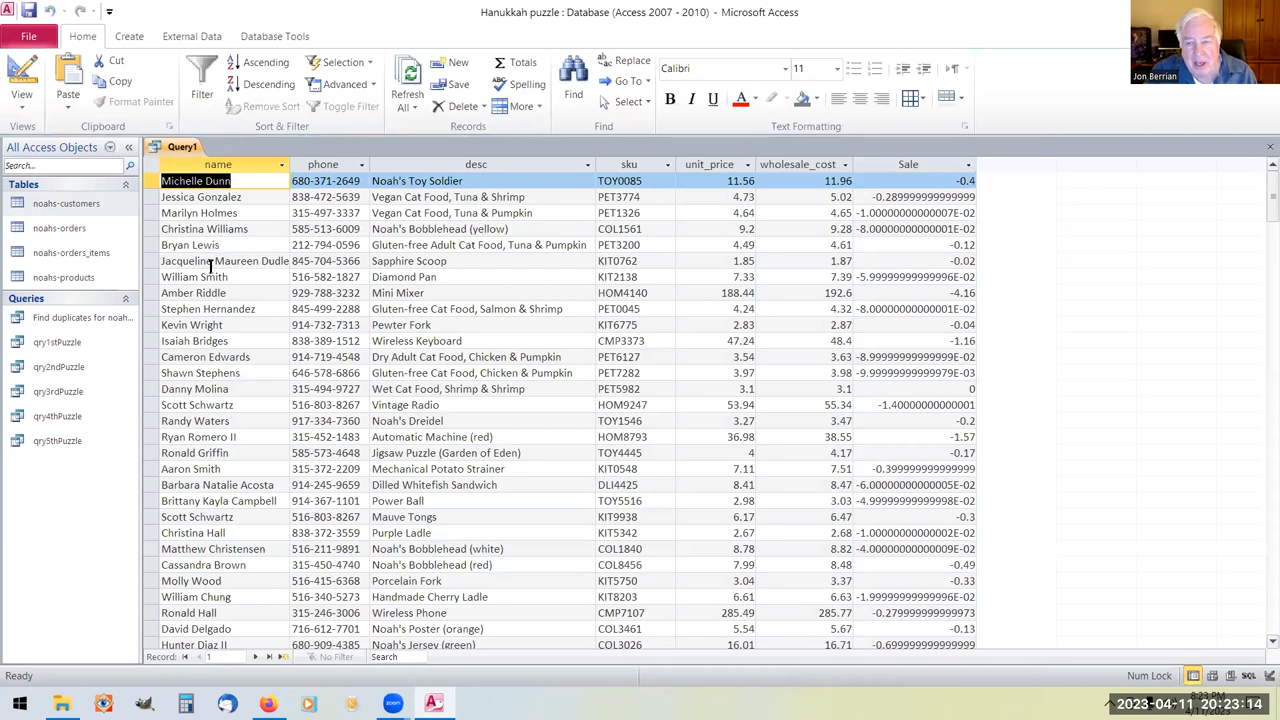 Hanukkah puzzle : Database (Access 2007 - 2010) - Microsoft Access
Jon Berrian
File Home Create External Data Database Tools
View Paste Cut Copy Format Painter Filter Ascending Descending Remove Sort Selection Advanced Toggle Filter Refresh All New Save Delete Totals Spelling More Find Replace Go To Select Calibri 11
B I U A
Views Clipboard Sort & Filter Records Find Text Formatting
All Access Objects
Search...
Tables
noahs-customers
noahs-orders
noahs-orders_items
noahs-products
Queries
Find duplicates for noah...
qry1stPuzzle
qry2ndPuzzle
qry3rdPuzzle
qry4thPuzzle
qry5thPuzzle
Query1
name phone desc sku unit_price wholesale_cost Sale
Michelle Dunn 680-371-2649 Noah's Toy Soldier TOY0085 11.56 11.96 -0.4
Jessica Gonzalez 838-472-5639 Vegan Cat Food, Tuna & Shrimp PET3774 4.73 5.02 -0.289999999999999
Marilyn Holmes 315-497-3337 Vegan Cat Food, Tuna & Pumpkin PET1326 4.64 4.65 -1.00000000000007E-02
Christina Williams 585-513-6009 Noah's Bobblehead (yellow) COL1561 9.2 9.28 -8.00000000000001E-02
Bryan Lewis 212-794-0596 Gluten-free Adult Cat Food, Tuna & Pumpkin PET3200 4.49 4.61 -0.12
Jacqueline Maureen Dudle 845-704-5366 Sapphire Scoop KIT0762 1.85 1.87 -0.02
William Smith 516-582-1827 Diamond Pan KIT2138 7.33 7.39 -5.99999999999996E-02
Amber Riddle 929-788-3232 Mini Mixer HOM4140 188.44 192.6 -4.16
Stephen Hernandez 845-499-2288 Gluten-free Cat Food, Salmon & Shrimp PET0045 4.24 4.32 -8.00000000000001E-02
Kevin Wright 914-732-7313 Pewter Fork KIT6775 2.83 2.87 -0.04
Isaiah Bridges 838-389-1512 Wireless Keyboard CMP3373 47.24 48.4 -1.16
Cameron Edwards 914-719-4548 Dry Adult Cat Food, Chicken & Pumpkin PET6127 3.54 3.63 -8.99999999999999E-02
Shawn Stephens 646-578-6866 Gluten-free Cat Food, Chicken & Pumpkin PET7282 3.97 3.98 -9.99999999999979E-03
Danny Molina 315-494-9727 Wet Cat Food, Shrimp & Shrimp PET5982 3.1 3.1 0
Scott Schwartz 516-803-8267 Vintage Radio HOM9247 53.94 55.34 -1.40000000000001
Randy Waters 917-334-7360 Noah's Dreidel TOY1546 3.27 3.47 -0.2
Ryan Romero II 315-452-1483 Automatic Machine (red) HOM8793 36.98 38.55 -1.57
Ronald Griffin 585-573-4648 Jigsaw Puzzle (Garden of Eden) TOY4445 4 4.17 -0.17
Aaron Smith 315-372-2209 Mechanical Potato Strainer KIT0548 7.11 7.51 -0.399999999999999
Barbara Natalie Acosta 914-245-9659 Dilled Whitefish Sandwich DLI4425 8.41 8.47 -6.00000000000005E-02
Brittany Kayla Campbell 914-367-1101 Power Ball TOY5516 2.98 3.03 -4.99999999999998E-02
Scott Schwartz 516-803-8267 Mauve Tongs KIT9938 6.17 6.47 -0.3
Christina Hall 838-372-3559 Purple Ladle KIT5142 2.67 2.68 -1.00000000000002E-02
Matthew Christensen 516-211-9891 Noah's Bobblehead (white) COL1840 8.78 8.82 -4.00000000000009E-02
Cassandra Brown 315-450-4740 Noah's Bobblehead (red) COL8456 7.99 8.48 -0.49
Molly Wood 516-415-6368 Porcelain Fork KIT5750 3.04 3.37 -0.33
William Chung 516-340-5273 Handmade Cherry Ladle KIT8203 6.61 6.63 -1.99999999999996E-02
Ronald Hall 315-246-3006 Wireless Phone CMP7107 285.49 285.77 -0.279999999999973
David Delgado 716-612-7701 Noah's Poster (orange) COL3461 5.54 5.67 -0.13
Hunter Diaz II 680-909-4385 Noah's Jersey (green) COL3026 16.01 16.71 -0.699999999999999
Record: 1 No Filter Search
Ready Num Lock SQL
2023-04-11 20:23:14